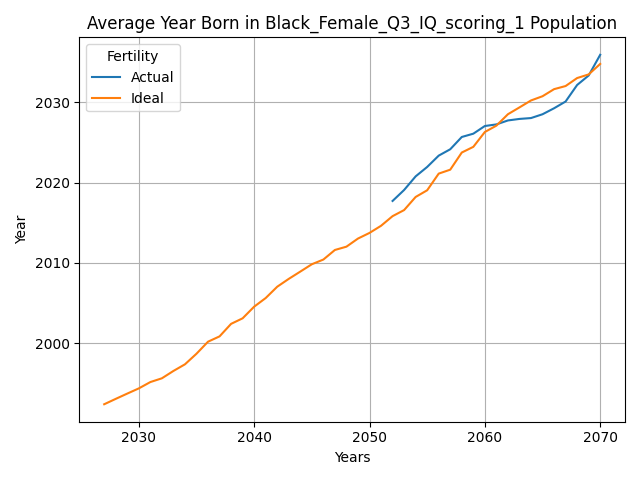 Average Year Born in Black_Female_Q3_IQ_scoring_1 Population
Fertility
Actual
Ideal
Year
2030
2020
2010
2000
2030 2040 2050 2060 2070
Years